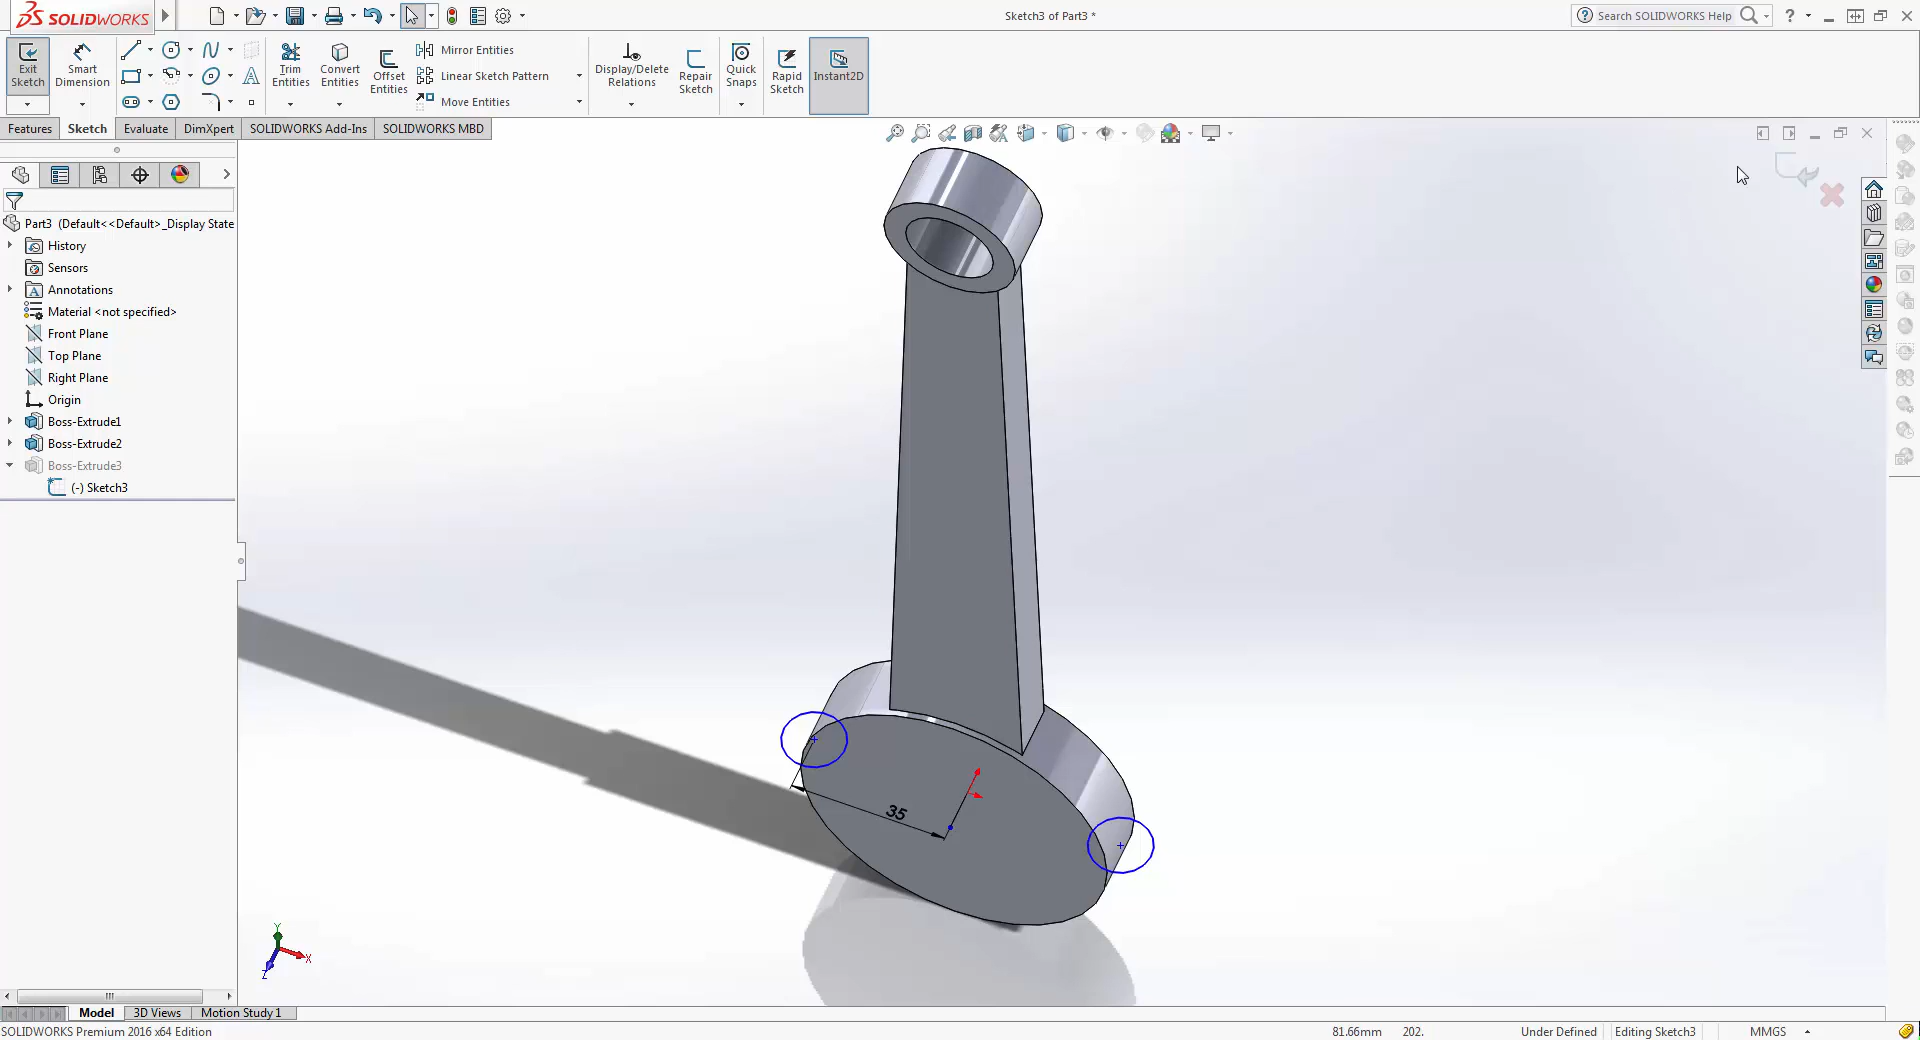 SOLIDWORKS
Sketch3 of Part3 *
Search SOLIDWORKS Help
Exit Sketch
Smart Dimension
Trim Entities
Convert Entities
Offset Entities
Mirror Entities
Linear Sketch Pattern
Move Entities
Display/Delete Relations
Repair Sketch
Quick Snaps
Rapid Sketch
Instant2D
Features
Sketch
Evaluate
DimXpert
SOLIDWORKS Add-Ins
SOLIDWORKS MBD
Part3 (Default<<Default>_Display State
History
Sensors
Annotations
Material <not specified>
Front Plane
Top Plane
Right Plane
Origin
Boss-Extrude1
Boss-Extrude2
Boss-Extrude3
(-) Sketch3
35
Y
X
Z
Model
3D Views
Motion Study 1
SOLIDWORKS Premium 2016 x64 Edition
81.66mm
202.
Under Defined
Editing Sketch3
MMGS